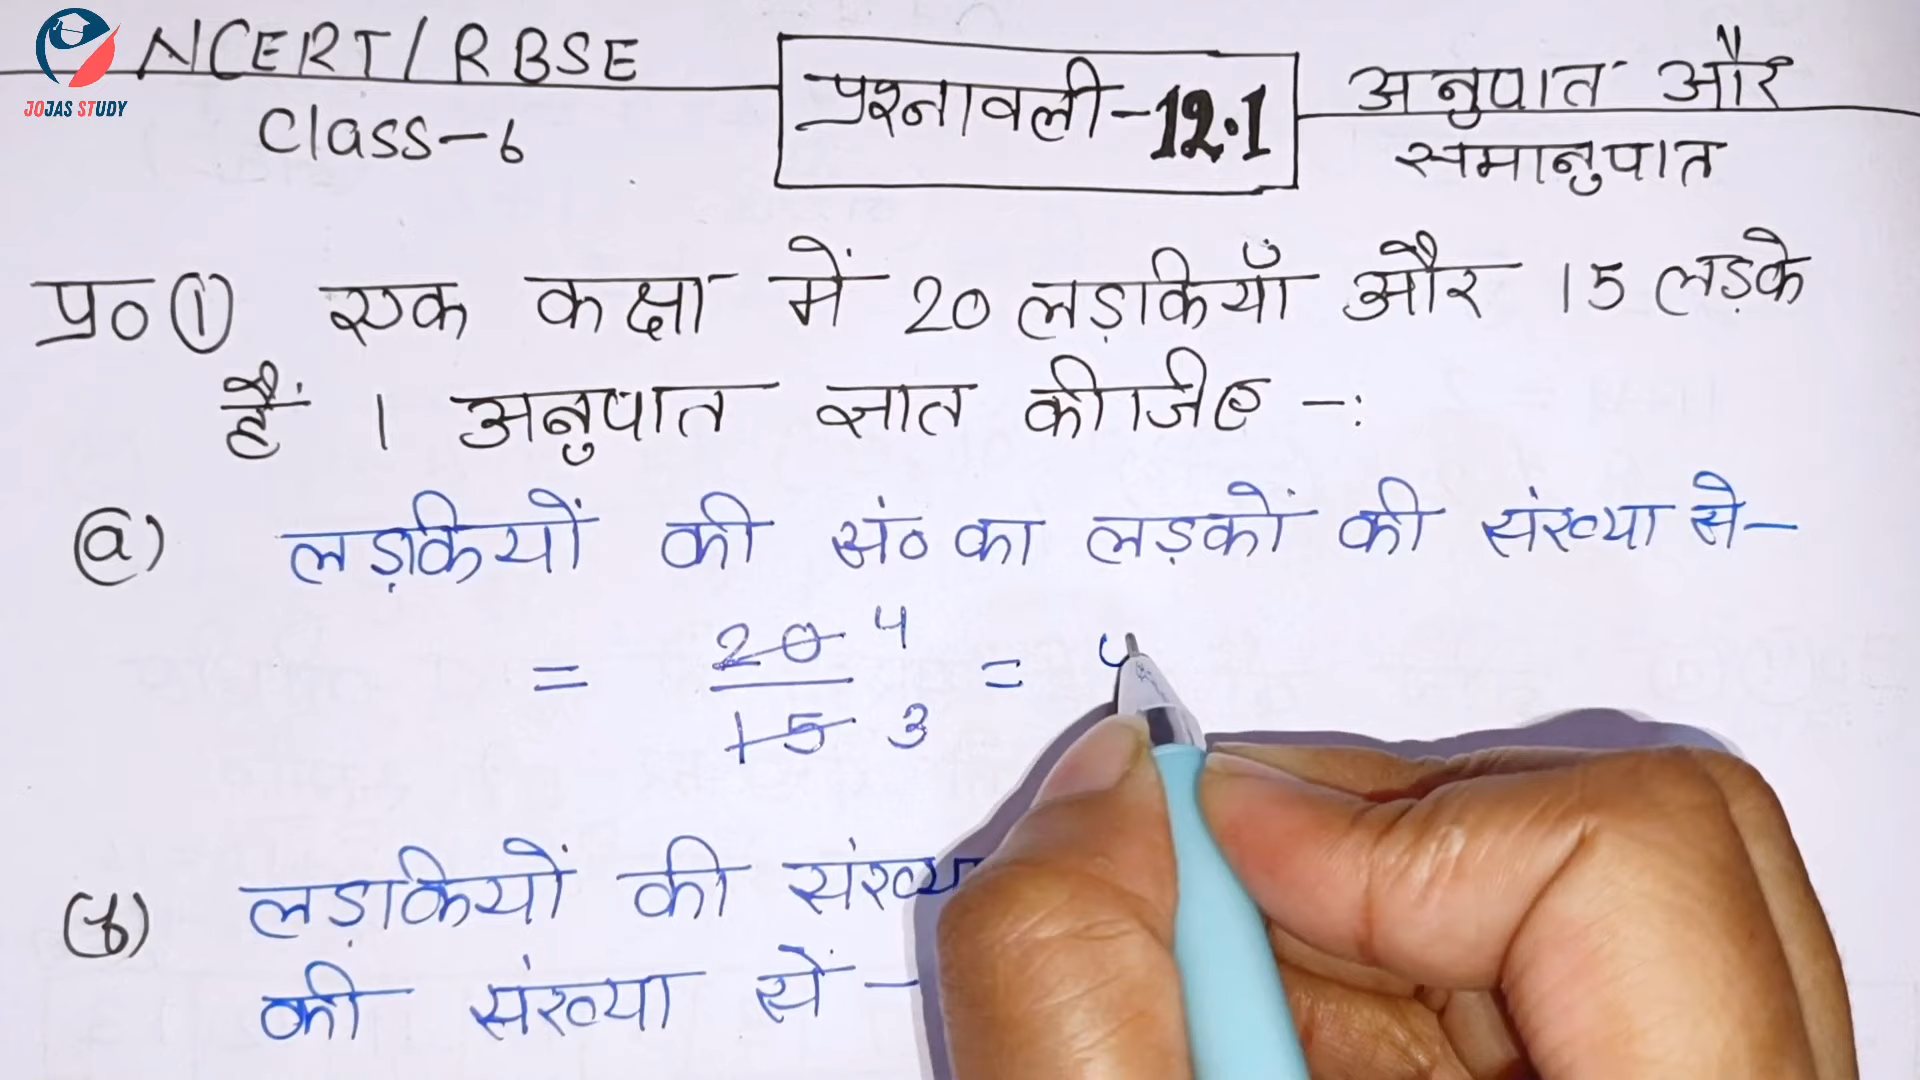 JOJAS STUDY
NCERT/RBSE
Class-6
प्रश्नावली-12.1
अनुपात और
समानुपात
प्र० ① एक कक्षा में 20 लड़कियाँ और 15 लड़के
हैं । अनुपात ज्ञात कीजिए -:
(a) लड़कियों की सं० का लड़कों की संख्या से-
= 20 4 / 15 3 = 4
(b) लड़कियों की संख्या
की संख्या सें -